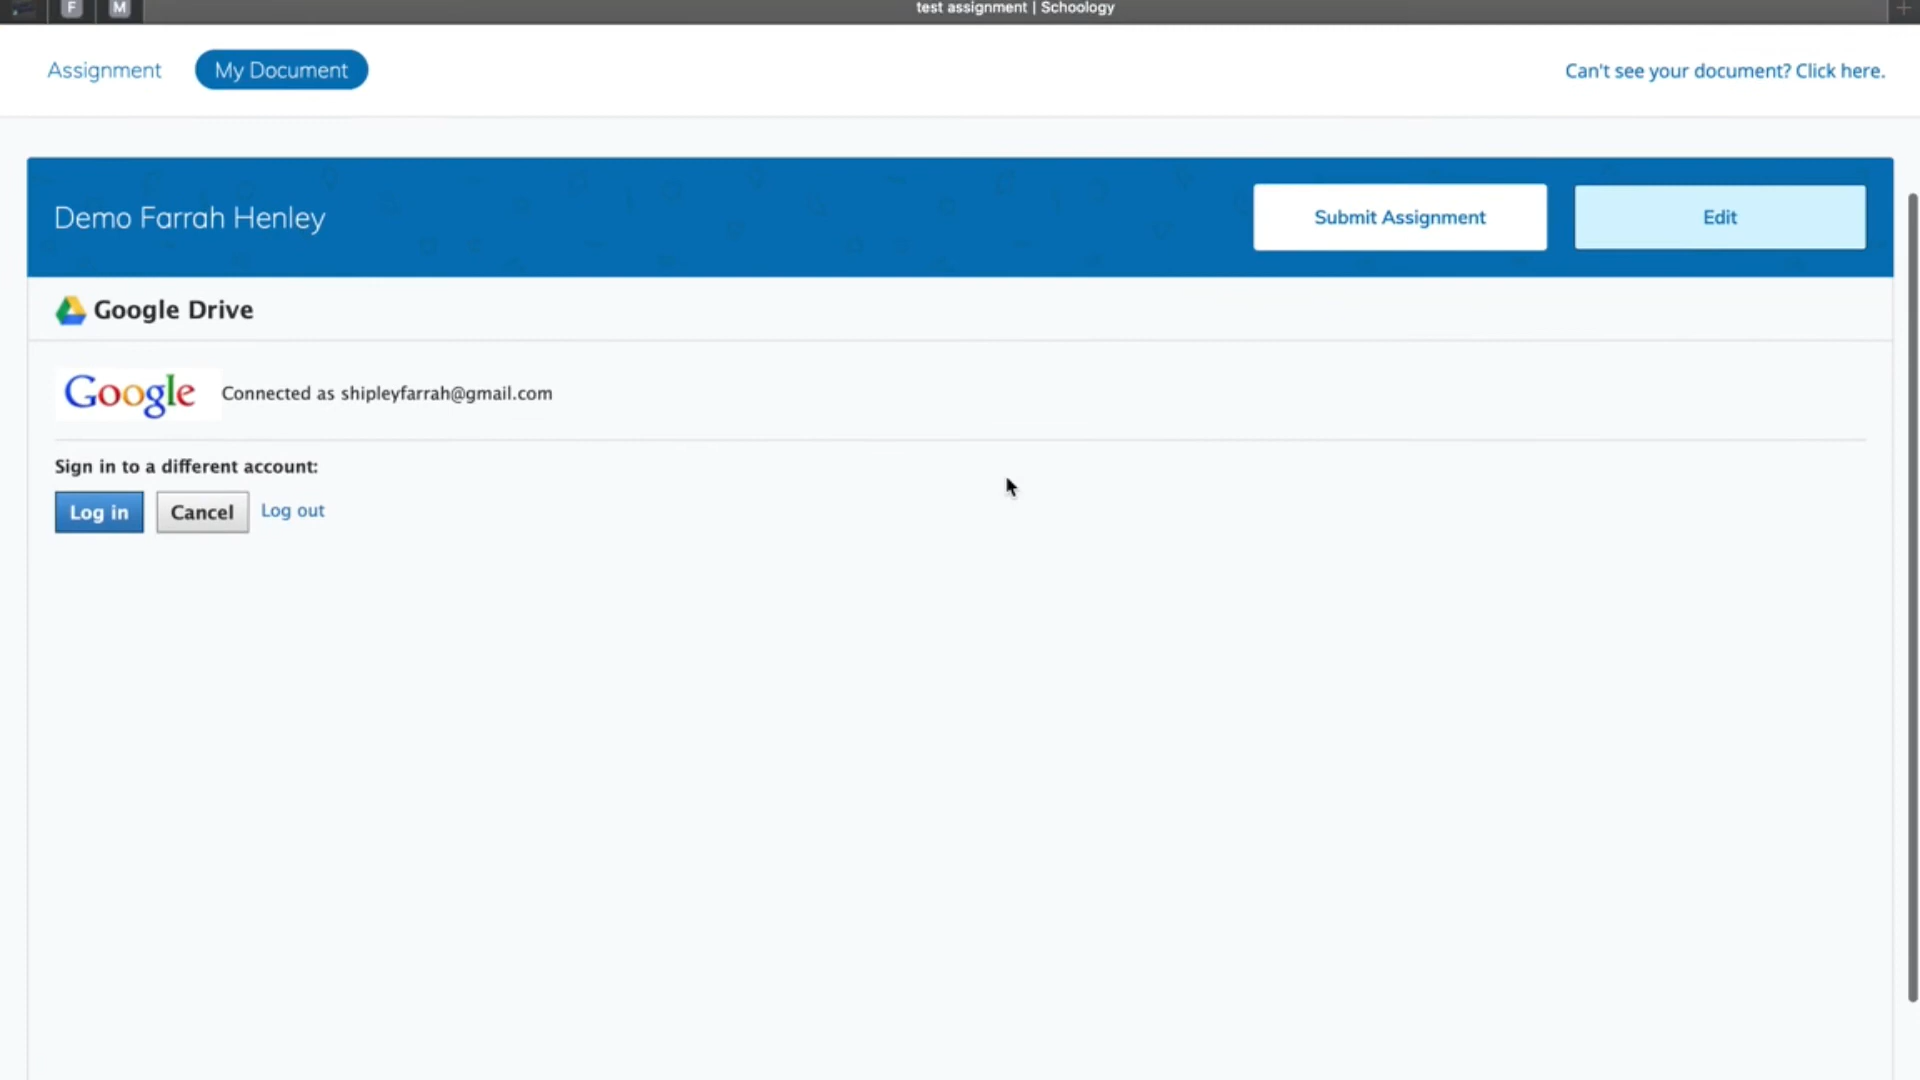 F
M
test assignment | Schoology
Assignment
My Document
Can't see your document? Click here.
Demo Farrah Henley
Submit Assignment
Edit
Google Drive
Google
Connected as shipleyfarrah@gmail.com
Sign in to a different account:
Log in
Cancel
Log out